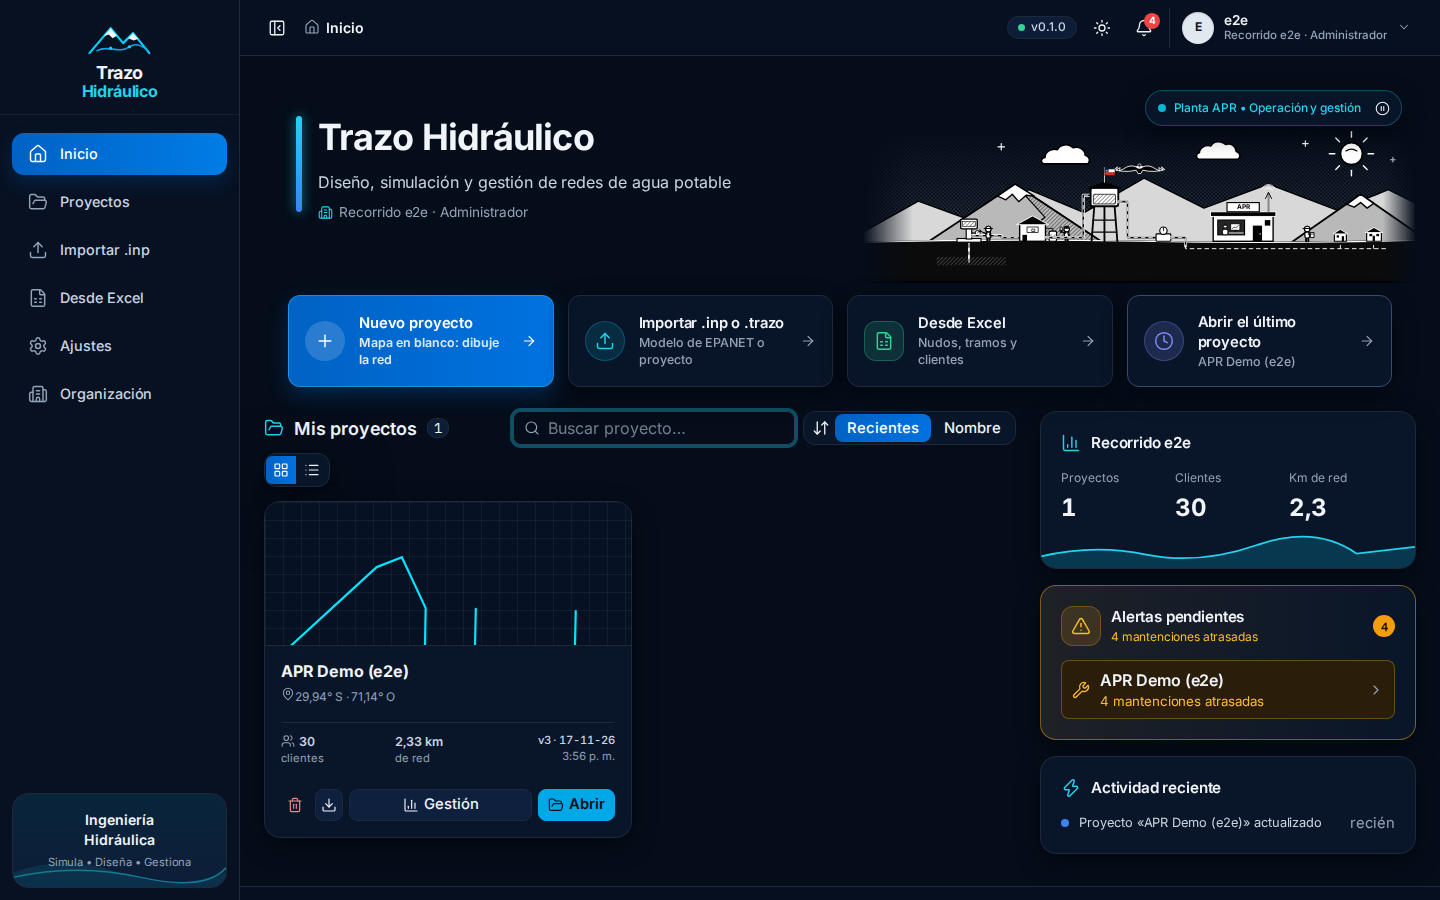 Trazo
Hidráulico
Inicio
Proyectos
Importar .inp
Desde Excel
Ajustes
Organización
Ingeniería
Hidráulica
Simula • Diseña • Gestiona
Inicio
v0.1.0
4
E
e2e
Recorrido e2e · Administrador
Trazo Hidráulico
Diseño, simulación y gestión de redes de agua potable
Recorrido e2e · Administrador
Planta APR • Operación y gestión
APR
Nuevo proyecto
Mapa en blanco: dibuje
la red
Importar .inp o .trazo
Modelo de EPANET o
proyecto
Desde Excel
Nudos, tramos y
clientes
Abrir el último
proyecto
APR Demo (e2e)
Mis proyectos 1
Buscar proyecto...
Recientes
Nombre
APR Demo (e2e)
29,94° S · 71,14° O
30
clientes
2,33 km
de red
v3 · 17-11-26
3:56 p. m.
Gestión
Abrir
Recorrido e2e
Proyectos
1
Clientes
30
Km de red
2,3
Alertas pendientes
4 mantenciones atrasadas
4
APR Demo (e2e)
4 mantenciones atrasadas
Actividad reciente
Proyecto «APR Demo (e2e)» actualizado
recién